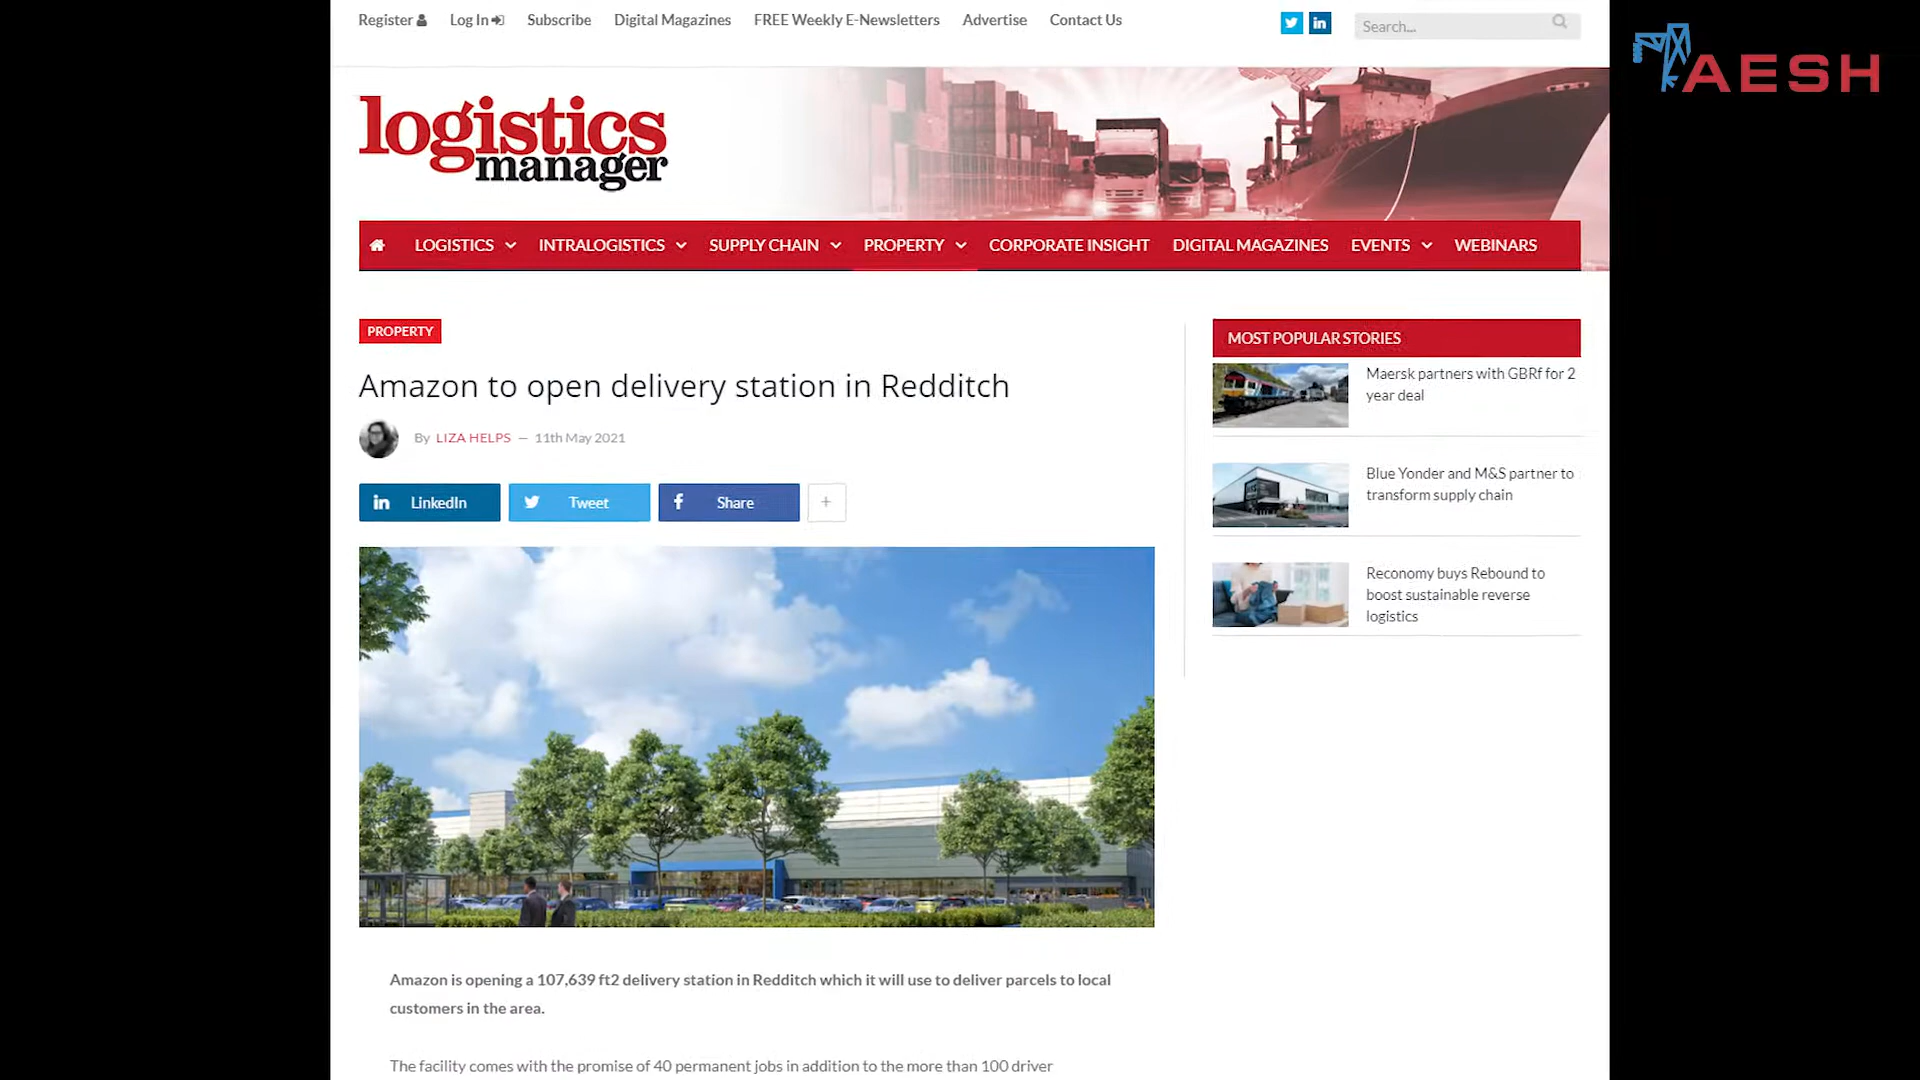 Register Log In Subscribe Digital Magazines FREE Weekly E-Newsletters Advertise Contact Us
Search...
AESH
logistics
manager
LOGISTICS INTRALOGISTICS SUPPLY CHAIN PROPERTY CORPORATE INSIGHT DIGITAL MAGAZINES EVENTS WEBINARS
PROPERTY
Amazon to open delivery station in Redditch
By LIZA HELPS — 11th May 2021
LinkedIn Tweet Share +
Amazon is opening a 107,639 ft2 delivery station in Redditch which it will use to deliver parcels to local
customers in the area.
The facility comes with the promise of 40 permanent jobs in addition to the more than 100 driver
MOST POPULAR STORIES
Maersk partners with GBRf for 2
year deal
Blue Yonder and M&S partner to
transform supply chain
Reconomy buys Rebound to
boost sustainable reverse
logistics